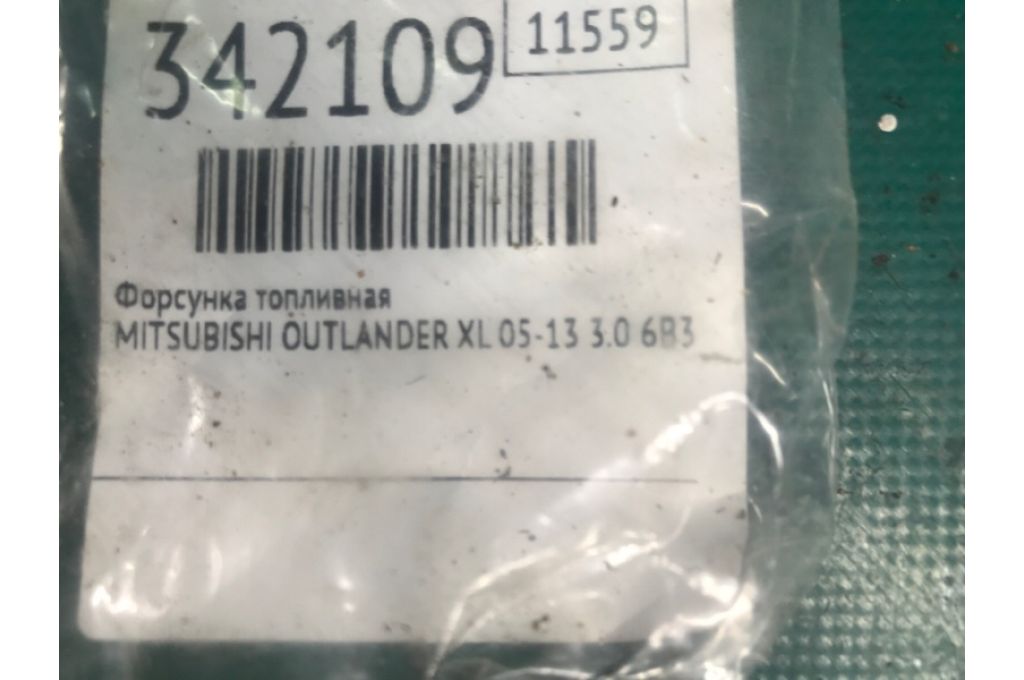 342109
11559
Форсунка топливная
MITSUBISHI OUTLANDER XL 05-13 3.0 6B3